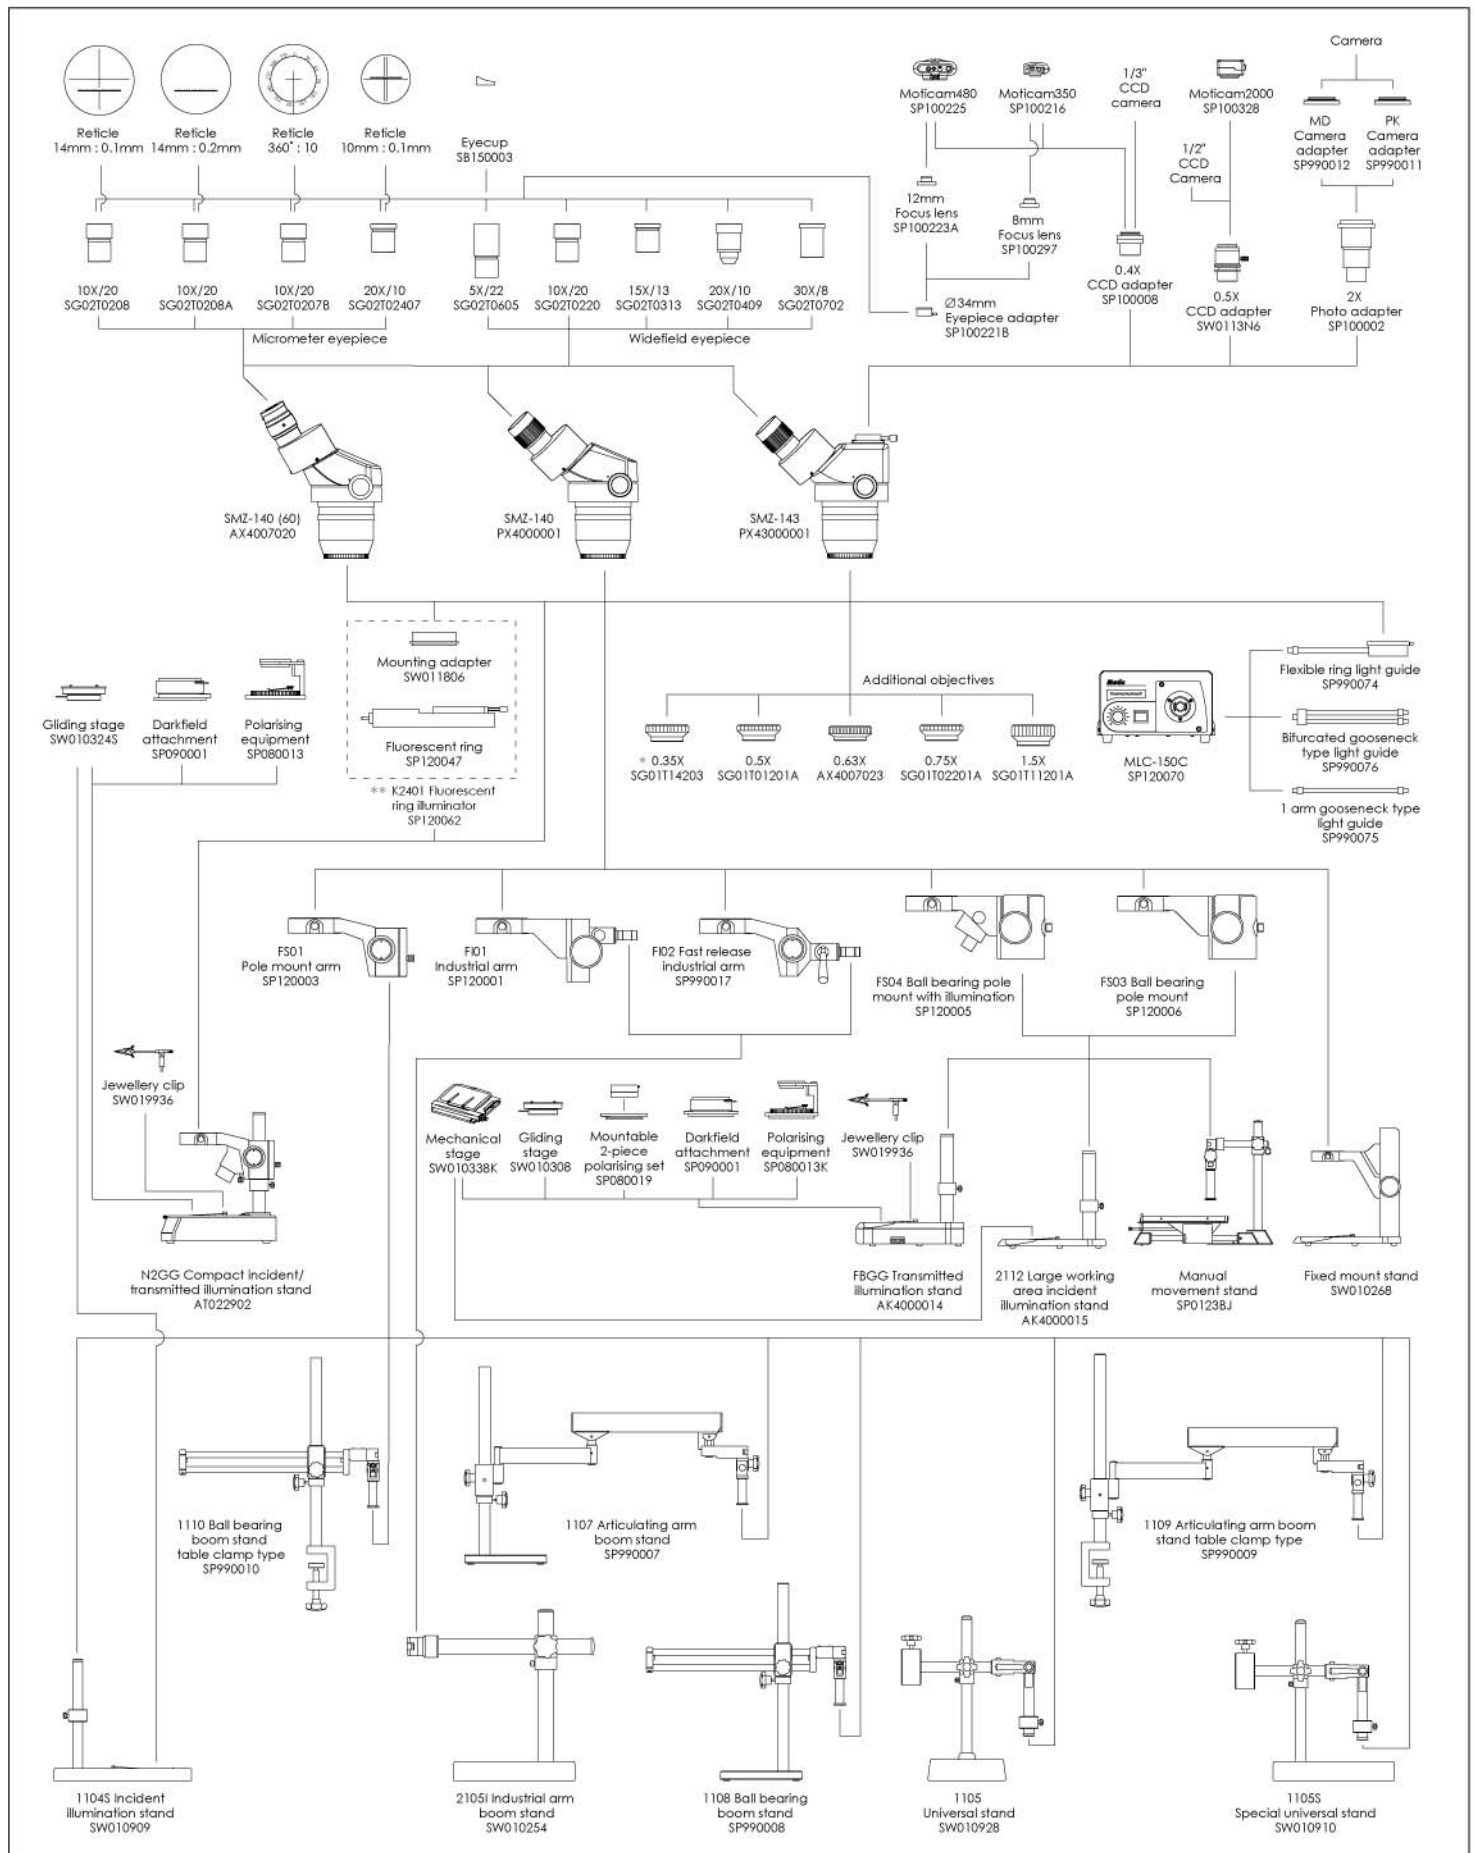 Camera
Moticam480
SP100225
Moticam350
SP100216
1/3"
CCD
camera
Moticam2000
SP100328
MD
Camera
adapter
SP990012
PK
Camera
adapter
SP990011
Reticle
14mm : 0.1mm
Reticle
14mm : 0.2mm
Reticle
360° : 10
Reticle
10mm : 0.1mm
Eyecup
SB150003
1/2"
CCD
Camera
12mm
Focus lens
SP100223A
8mm
Focus lens
SP100297
0.4X
CCD adapter
SP100008
0.5X
CCD adapter
SW0113N6
2X
Photo adapter
SP100002
10X/20
SG02T0208
10X/20
SG02T0208A
10X/20
SG02T0207B
20X/10
SG02T02407
5X/22
SG02T0605
10X/20
SG02T0220
15X/13
SG02T0313
20X/10
SG02T0409
30X/8
SG02T0702
Ø34mm
Eyepiece adapter
SP100221B
Micrometer eyepiece
Widefield eyepiece
SMZ-140 (60)
AX4007020
SMZ-140
PX4000001
SMZ-143
PX43000001
Mounting adapter
SW011806
Fluorescent ring
SP120047
** K2401 Fluorescent
ring illuminator
SP120062
Gliding stage
SW010324S
Darkfield
attachment
SP090001
Polarising
equipment
SP080013
Additional objectives
* 0.35X
SG01T14203
0.5X
SG01T01201A
0.63X
AX4007023
0.75X
SG01T02201A
1.5X
SG01T11201A
Motic
MLC-150C
SP120070
Flexible ring light guide
SP990074
Bifurcated gooseneck
type light guide
SP990076
1 arm gooseneck type
light guide
SP990075
FS01
Pole mount arm
SP120003
FI01
Industrial arm
SP120001
FI02 Fast release
industrial arm
SP990017
FS04 Ball bearing pole
mount with illumination
SP120005
FS03 Ball bearing
pole mount
SP120006
Jewellery clip
SW019936
Mechanical
stage
SW010338K
Gliding
stage
SW010308
Mountable
2-piece
polarising set
SP080019
Darkfield
attachment
SP090001
Polarising
equipment
SP080013K
Jewellery clip
SW019936
N2GG Compact incident/
transmitted illumination stand
AT022902
FBGG Transmitted
illumination stand
AK4000014
2112 Large working
area incident
illumination stand
AK4000015
Manual
movement stand
SP0123BJ
Fixed mount stand
SW010268
1110 Ball bearing
boom stand
table clamp type
SP990010
1107 Articulating arm
boom stand
SP990007
1109 Articulating arm boom
stand table clamp type
SP990009
1104S Incident
illumination stand
SW010909
2105I Industrial arm
boom stand
SW010254
1108 Ball bearing
boom stand
SP990008
1105
Universal stand
SW010928
1105S
Special universal stand
SW010910